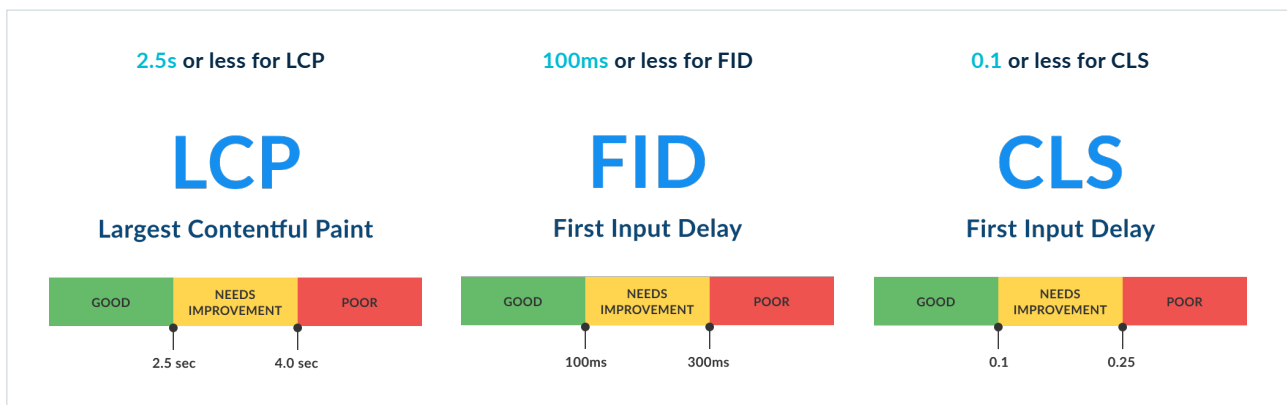 2.5s or less for LCP
LCP
Largest Contentful Paint
GOOD
NEEDS
IMPROVEMENT
POOR
2.5 sec
4.0 sec
100ms or less for FID
FID
First Input Delay
GOOD
NEEDS
IMPROVEMENT
POOR
100ms
300ms
0.1 or less for CLS
CLS
First Input Delay
GOOD
NEEDS
IMPROVEMENT
POOR
0.1
0.25